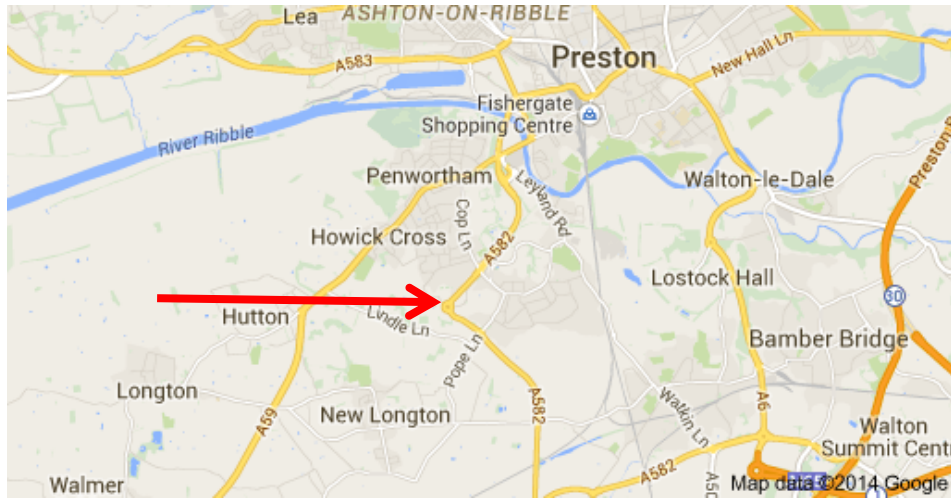 ASHTON-ON-RIBBLE
Lea
Preston
New Hall Ln
A583
Fishergate
Shopping Centre
River Ribble
Preston
Penwortham
Leyland Rd
Walton-le-Dale
Cop Ln
Howick Cross
A582
Lostock Hall
30
Hutton
Lindle Ln
Bamber Bridge
Pope Ln
Longton
A582
A6
New Longton
A59
Watkin Ln
Walton
Summit Cent
A582
Walmer
Map data ©2014 Google